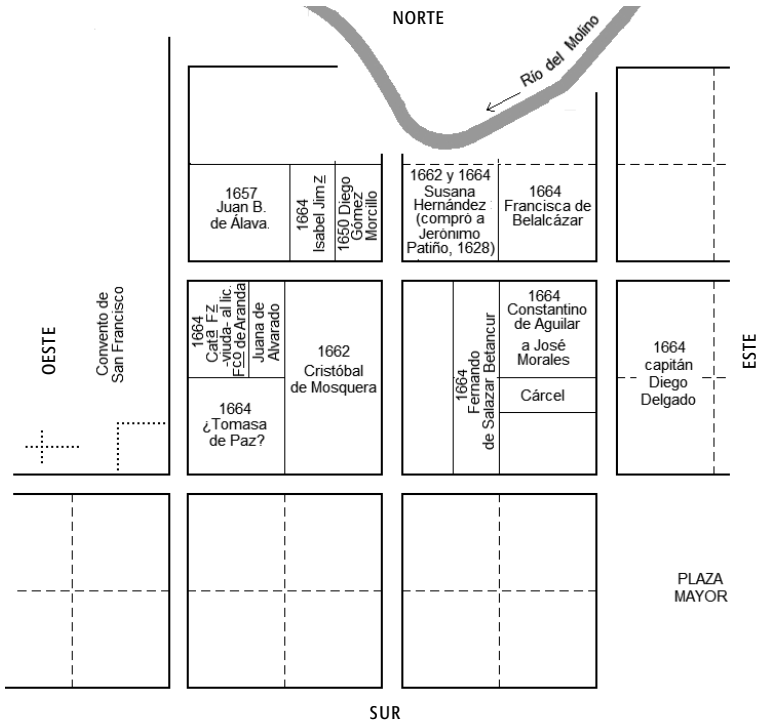 NORTE
Río del Molino
1657
Juan B.
de Álava.
1664
Isabel Jim z
1650 Diego
Gómez
Morcillo
1662 y 1664
Susana
Hernández
(compró a
Jerónimo
Patiño, 1628)
1664
Francisca de
Belalcázar
OESTE
Convento de
San Francisco
1664
Cata Fz
-viuda- al lic.
Fco de Aranda
Juana de
Alvarado
1662
Cristóbal
de Mosquera
1664
¿Tomasa
de Paz?
1664
Fernando
de Salazar Betancur
1664
Constantino
de Aguilar
a José
Morales
Cárcel
1664
capitán
Diego
Delgado
ESTE
PLAZA
MAYOR
SUR